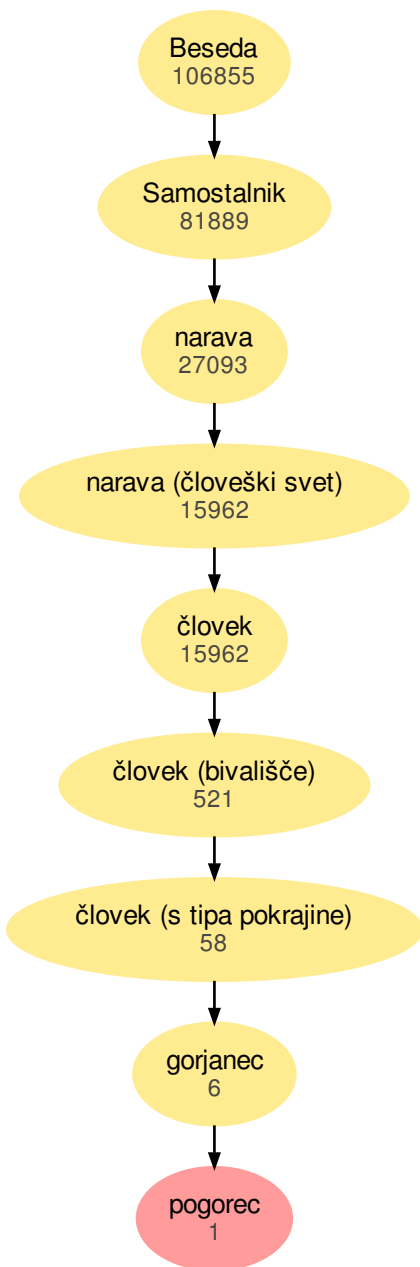 Beseda
106855
Samostalnik
81889
narava
27093
narava (človeški svet)
15962
človek
15962
človek (bivališče)
521
človek (s tipa pokrajine)
58
gorjanec
6
pogorec
1